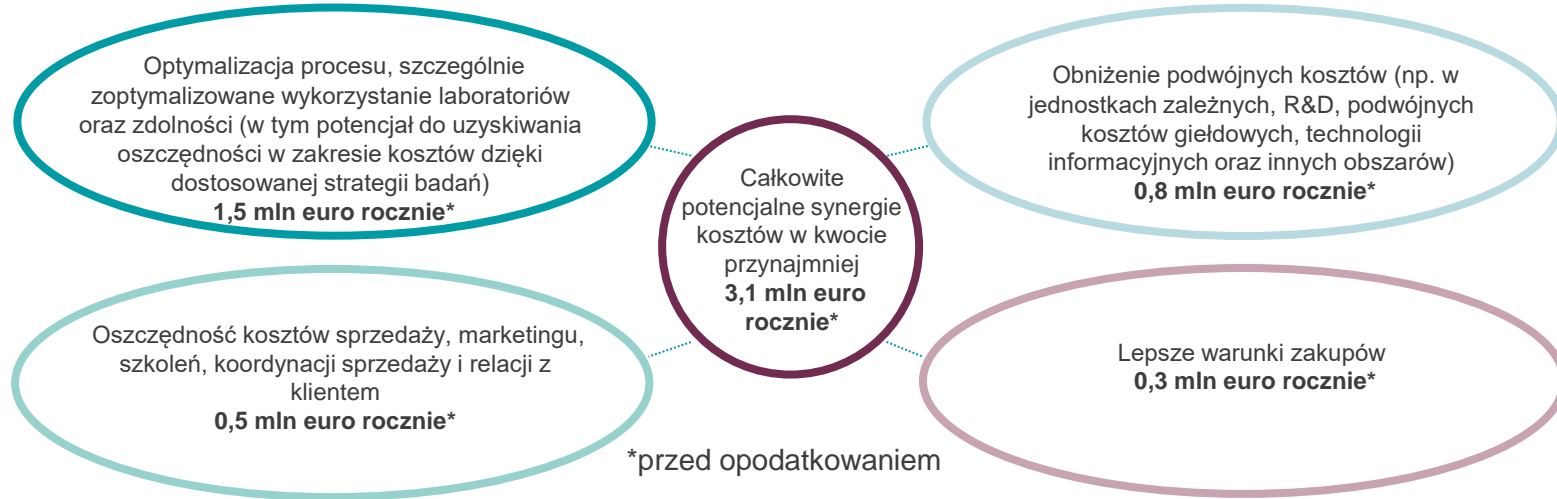 Optymalizacja procesu, szczególnie
zoptymalizowane wykorzystanie laboratoriów
oraz zdolności (w tym potencjał do uzyskiwania
oszczędności w zakresie kosztów dzięki
dostosowanej strategii badań)
1,5 mln euro rocznie*
Obniżenie podwójnych kosztów (np. w
jednostkach zależnych, R&D, podwójnych
kosztów giełdowych, technologii
informacyjnych oraz innych obszarów)
0,8 mln euro rocznie*
Całkowite
potencjalne synergie
kosztów w kwocie
przynajmniej
3,1 mln euro
rocznie*
Oszczędność kosztów sprzedaży, marketingu,
szkoleń, koordynacji sprzedaży i relacji z
klientem
0,5 mln euro rocznie*
Lepsze warunki zakupów
0,3 mln euro rocznie*
*przed opodatkowaniem